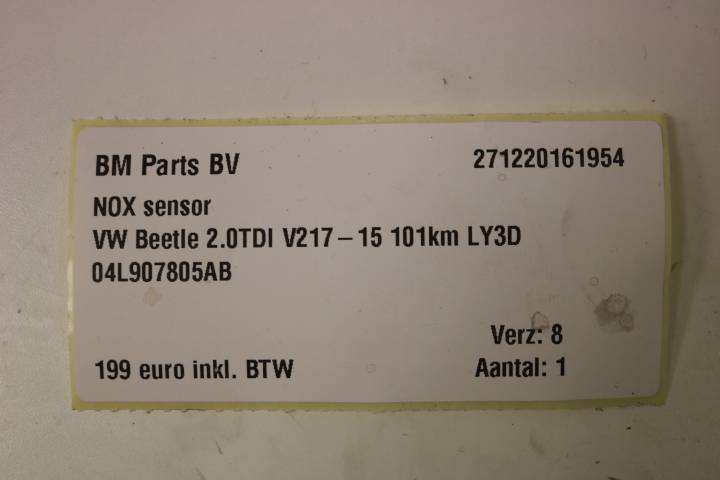 BM Parts BV 271220161954
NOX sensor
VW Beetle 2.0TDI V217 – 15 101km LY3D
04L907805AB
Verz: 8
199 euro inkl. BTW Aantal: 1